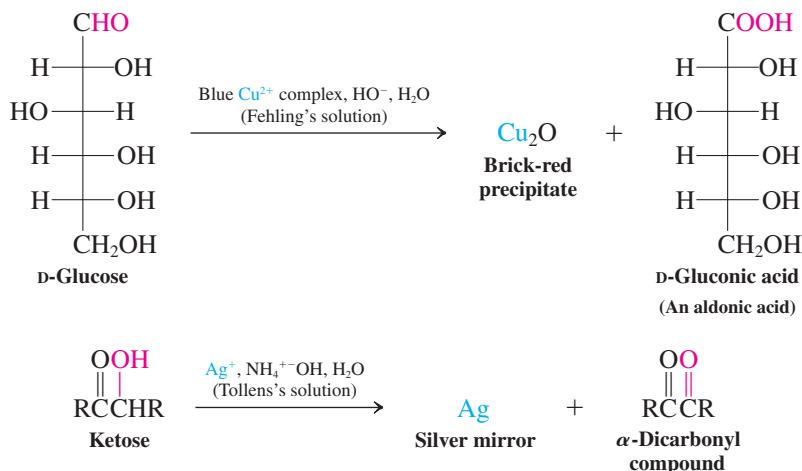 CHO COOH
H OH H OH
Blue Cu²⁺ complex, HO⁻, H₂O
(Fehling's solution)
HO H Cu₂O + HO H
Brick-red
precipitate
H OH H OH
H OH H OH
CH₂OH CH₂OH
D-Glucose D-Gluconic acid
(An aldonic acid)
O OH Ag⁺, NH₄⁺⁻OH, H₂O O O
(Tollens's solution)
RCCHR Ag + RCCR
Ketose Silver mirror α-Dicarbonyl
compound